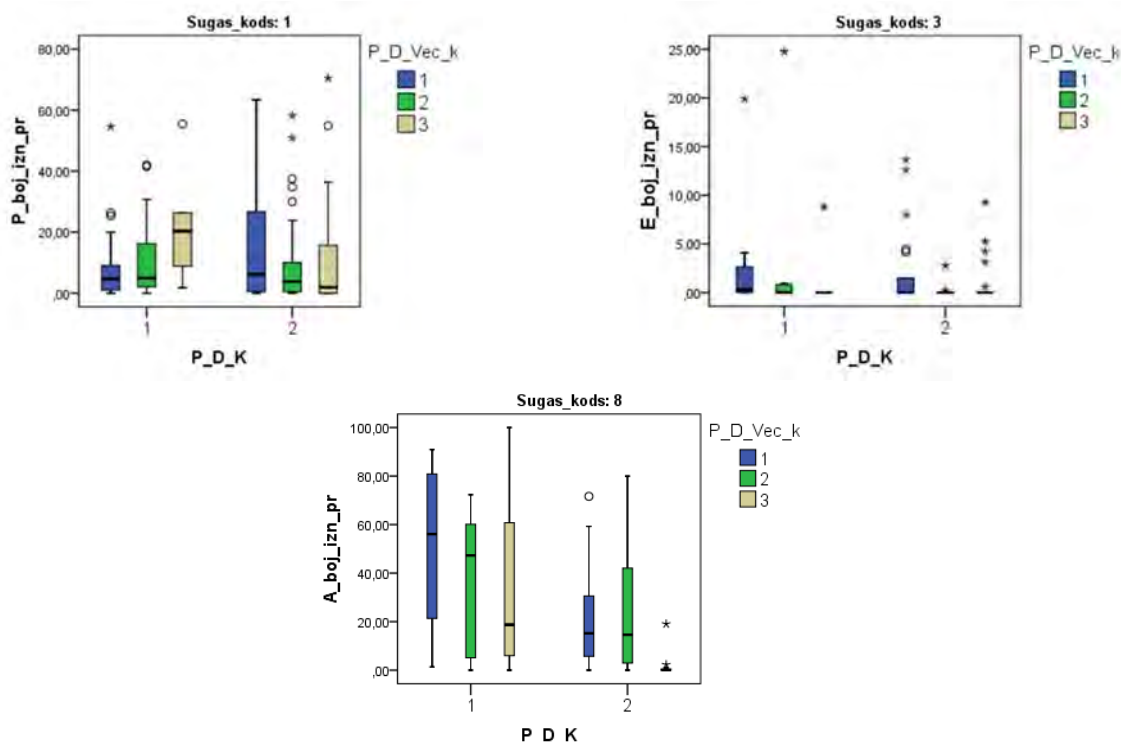 Sugas_kods: 1
P_boj_izn_pr
80,00
60,00
40,00
20,00
,00
1
2
P_D_K
P_D_Vec_k
1
2
3
Sugas_kods: 3
E_boj_izn_pr
25,00
20,00
15,00
10,00
5,00
,00
1
2
P_D_K
P_D_Vec_k
1
2
3
Sugas_kods: 8
A_boj_izn_pr
100,00
80,00
60,00
40,00
20,00
,00
1
2
P D K
P_D_Vec_k
1
2
3